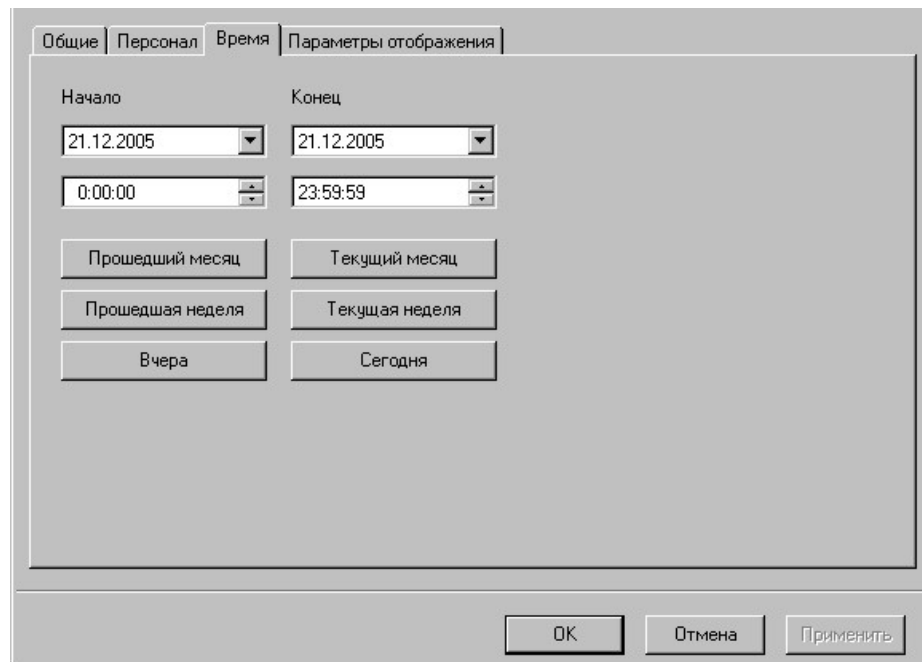 Общие Персонал Время Параметры отображения
Начало Конец
21.12.2005 21.12.2005
0:00:00 23:59:59
Прошедший месяц Текущий месяц
Прошедшая неделя Текущая неделя
Вчера Сегодня
OK Отмена Применить